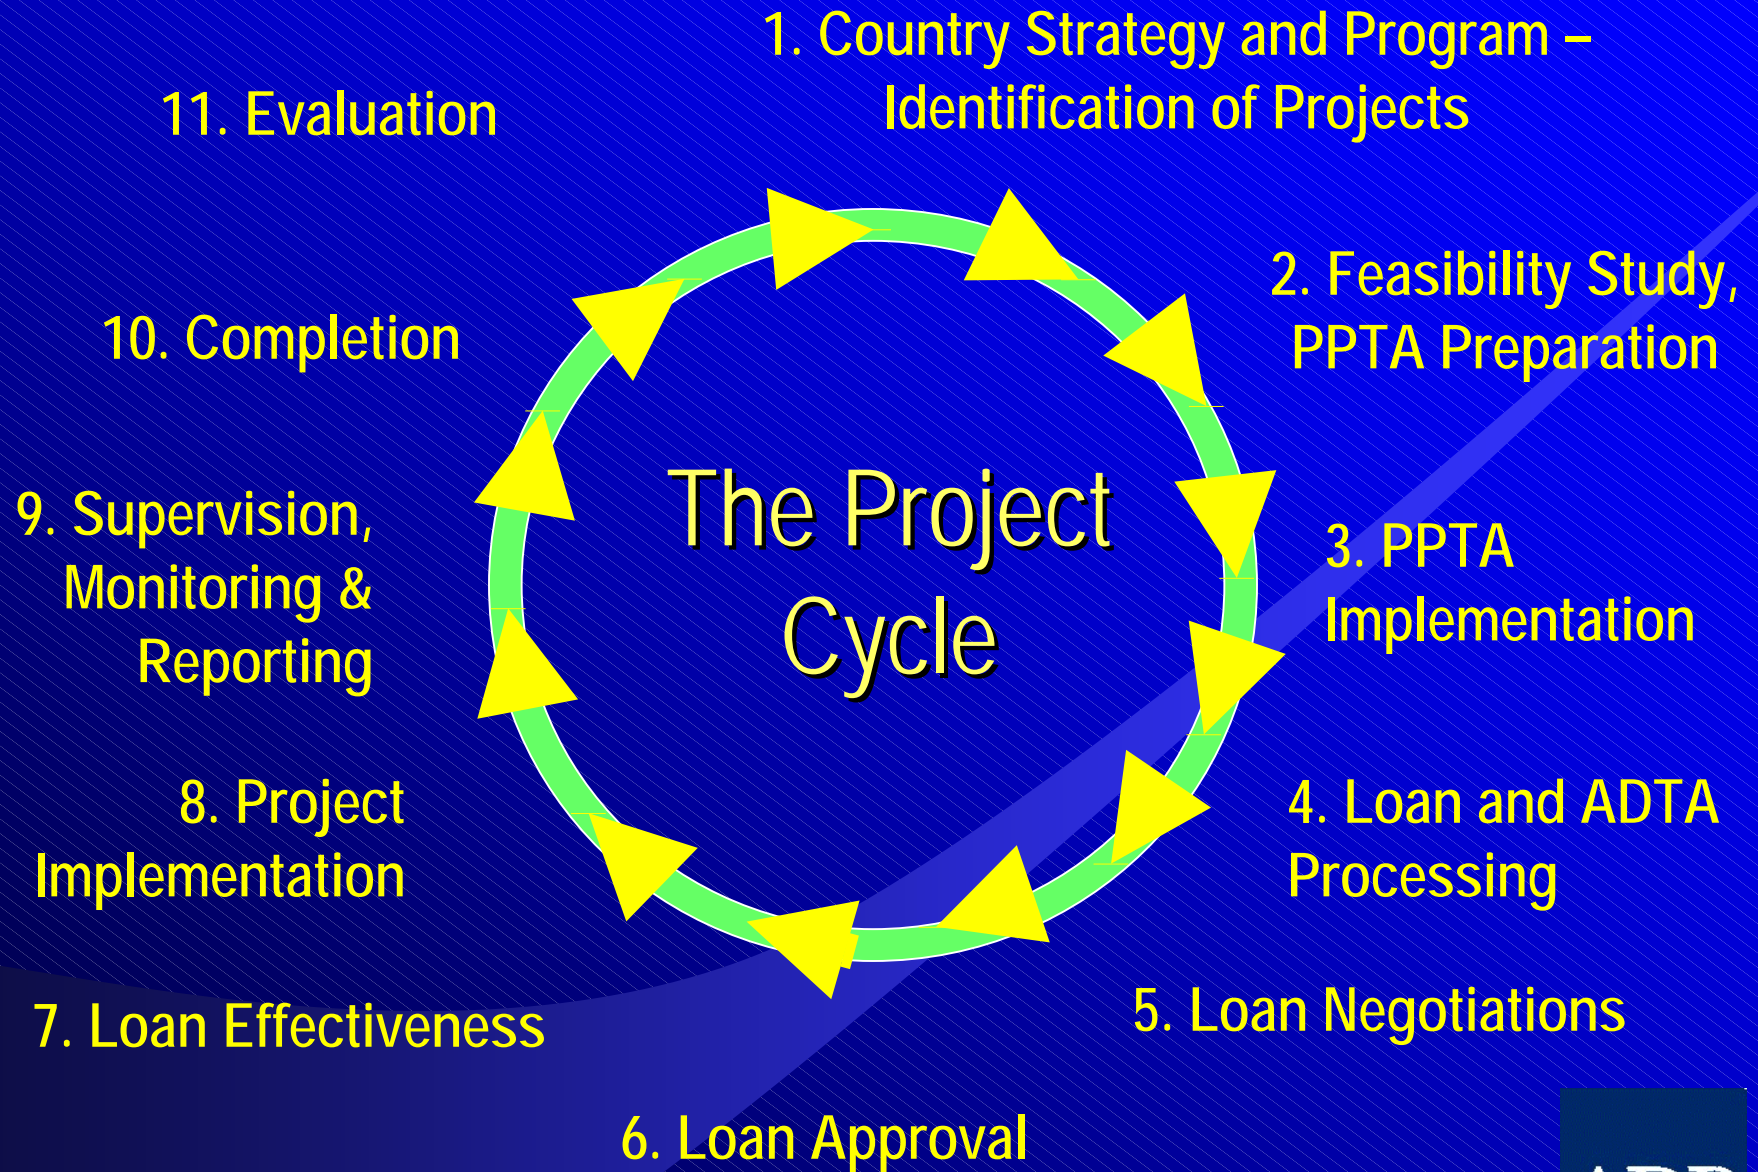 1. Country Strategy and Program –
Identification of Projects
2. Feasibility Study,
PPTA Preparation
3. PPTA
Implementation
4. Loan and ADTA
Processing
5. Loan Negotiations
6. Loan Approval
7. Loan Effectiveness
8. Project
Implementation
9. Supervision,
Monitoring &
Reporting
10. Completion
11. Evaluation
The Project
Cycle